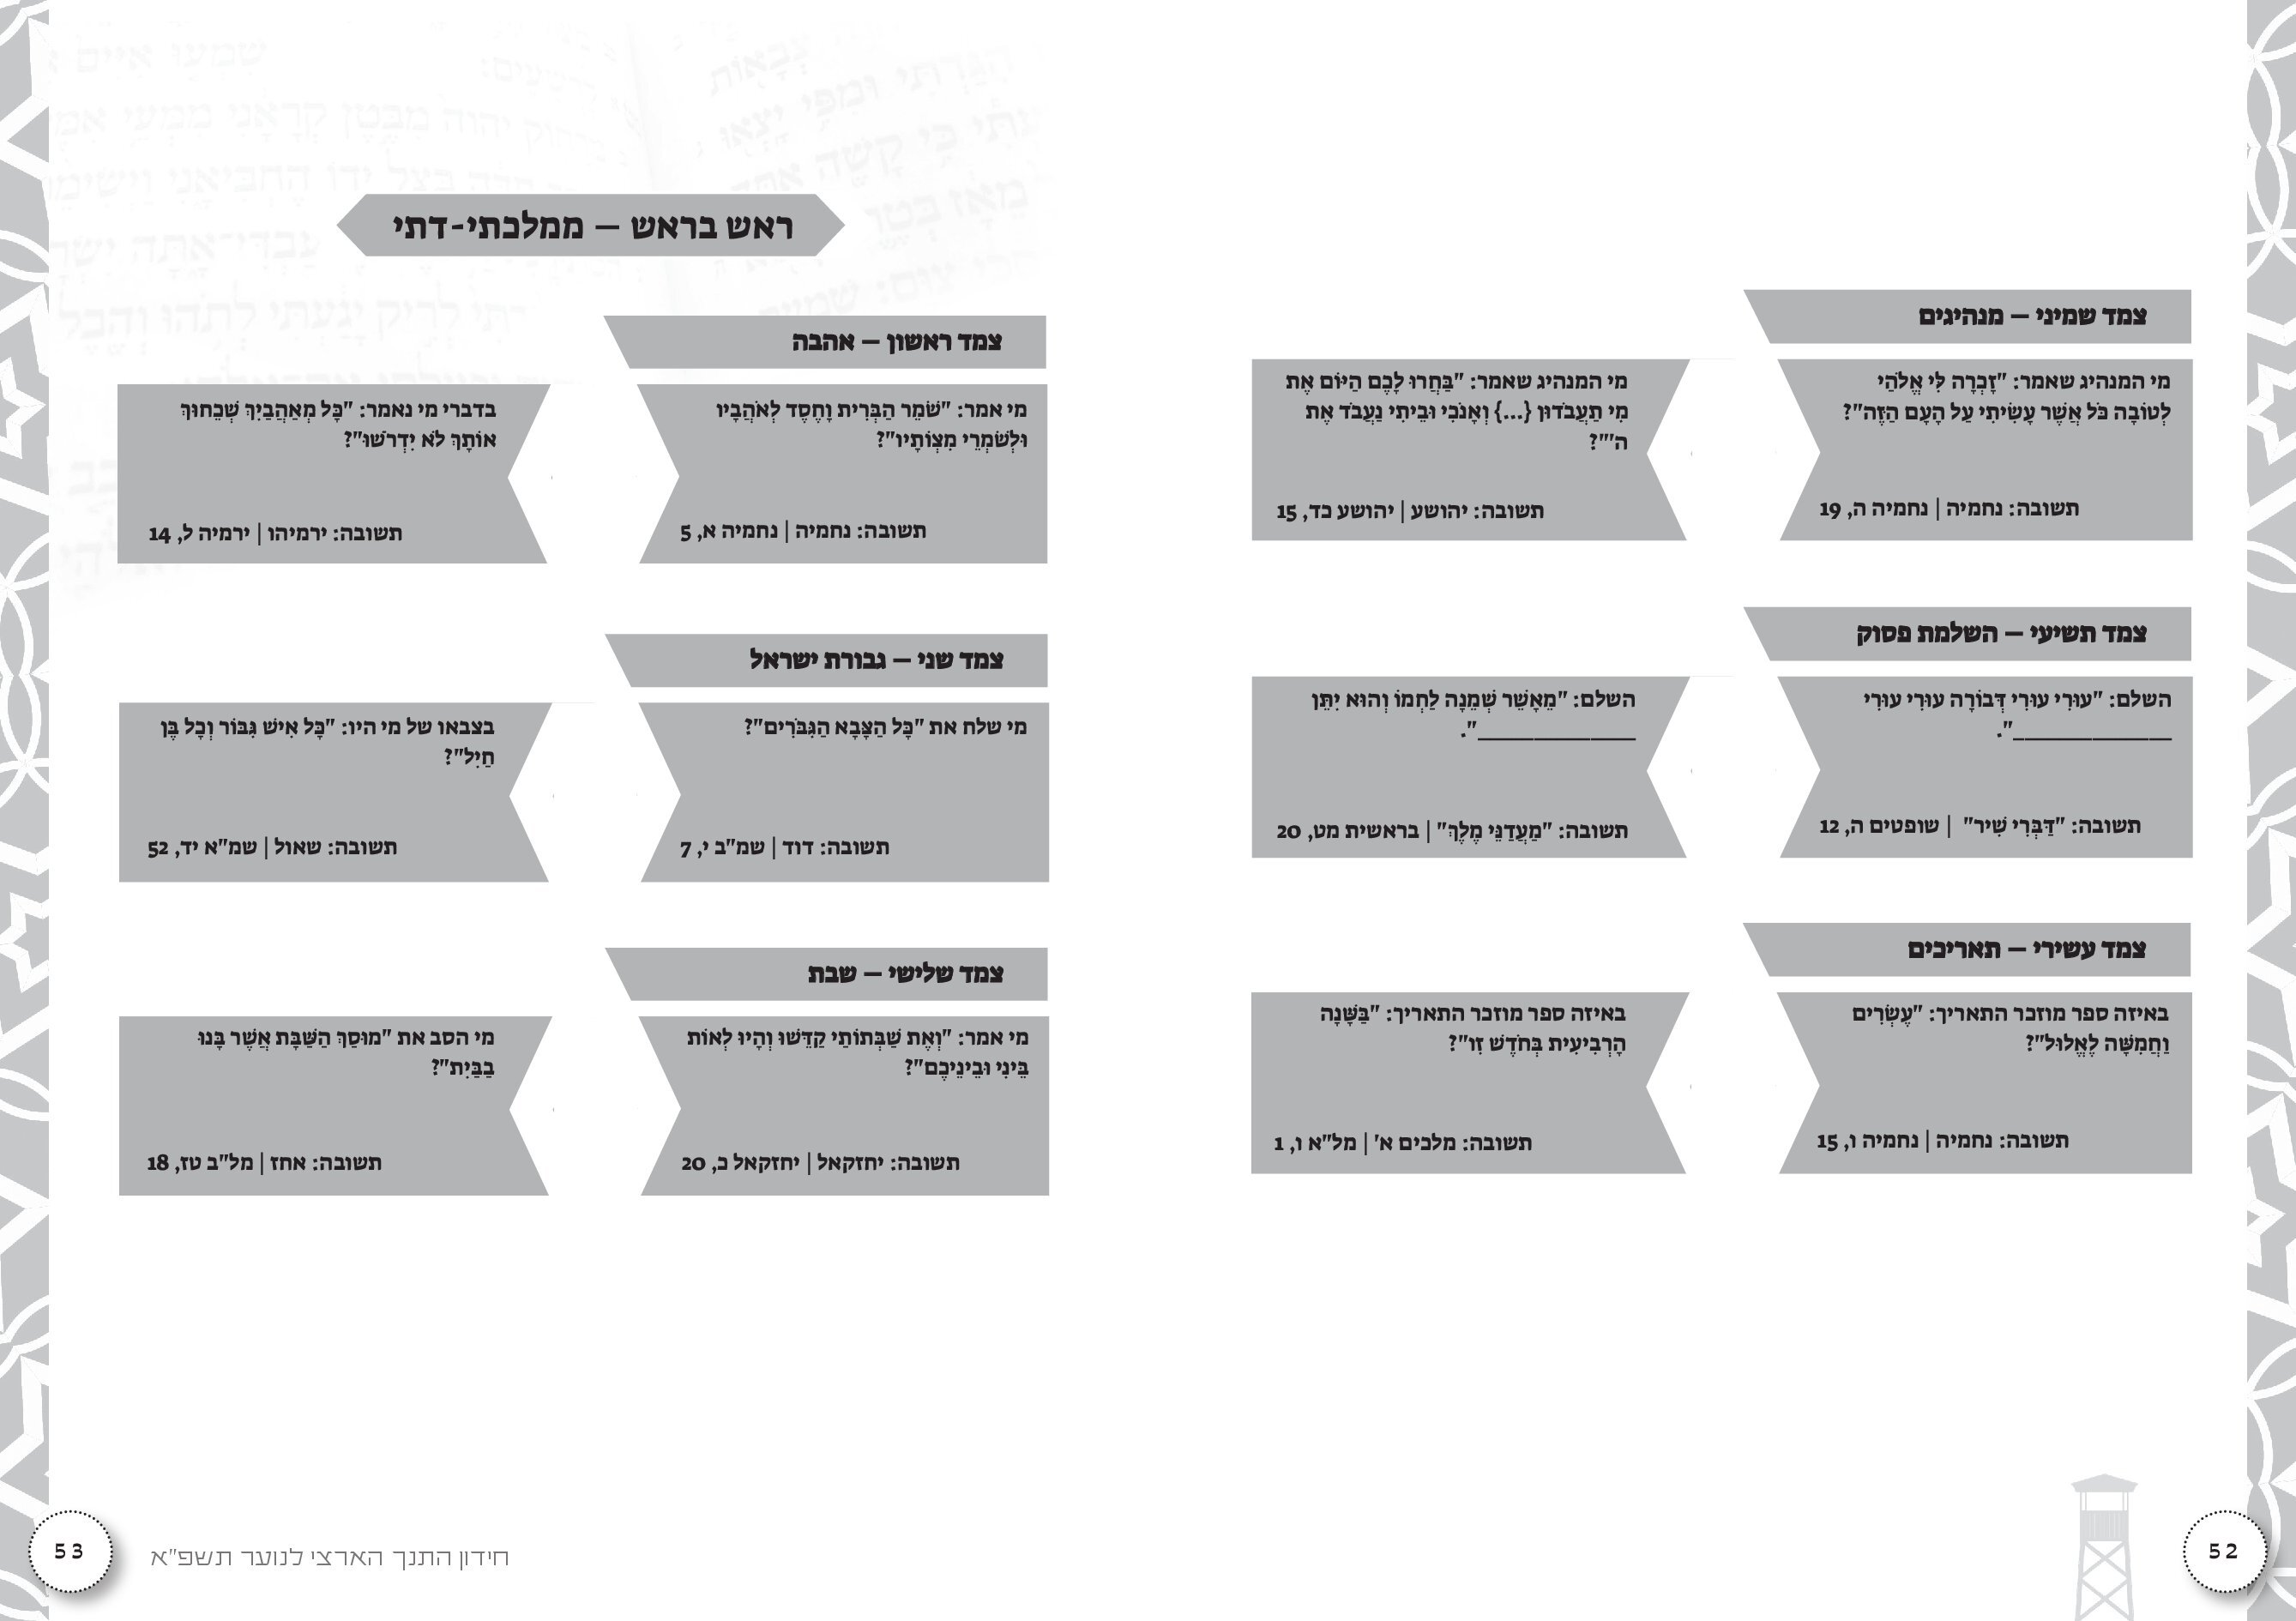 צמד שמיני – מנהיגים
מי המנהיג שאמר: "זָכְרָה לִּי אֱלֹהַי
לְטוֹבָה כֹּל אֲשֶׁר עָשִׂיתִי עַל הָעָם הַזֶּה"?
תשובה: נחמיה | נחמיה ה, 19
מי המנהיג שאמר: "בַּחֲרוּ לָכֶם הַיּוֹם אֶת
מִי תַעֲבֹדוּן {...} וְאָנֹכִי וּבֵיתִי נַעֲבֹד אֶת
ה'"?
תשובה: יהושע | יהושע כד, 15
צמד תשיעי – השלמת פסוק
השלם: "עוּרִי עוּרִי דְּבוֹרָה עוּרִי עוּרִי
____________".
תשובה: "דַּבְּרִי שִׁיר" | שופטים ה, 12
השלם: "מֵאָשֵׁר שְׁמֵנָה לַחְמוֹ וְהוּא יִתֵּן
____________".
תשובה: "מַעֲדַנֵּי מֶלֶךְ" | בראשית מט, 20
צמד עשירי – תאריכים
באיזה ספר מוזכר התאריך: "עֶשְׂרִים
וַחֲמִשָּׁה לֶאֱלוּל"?
תשובה: נחמיה | נחמיה ו, 15
באיזה ספר מוזכר התאריך: "בַּשָּׁנָה
הָרְבִיעִית בְּחֹדֶשׁ זִו"?
תשובה: מלכים א' | מל"א ו, 1
52
ראש בראש – ממלכתי-דתי
צמד ראשון – אהבה
מי אמר: "שֹׁמֵר הַבְּרִית וָחֶסֶד לְאֹהֲבָיו
וּלְשֹׁמְרֵי מִצְוֹתָיו"?
תשובה: נחמיה | נחמיה א, 5
בדברי מי נאמר: "כָּל מְאַהֲבַיִךְ שְׁכֵחוּךְ
אוֹתָךְ לֹא יִדְרֹשׁוּ"?
תשובה: ירמיהו | ירמיה ל, 14
צמד שני – גבורת ישראל
מי שלח את "כָּל הַצָּבָא הַגִּבֹּרִים"?
תשובה: דוד | שמ"ב י, 7
בצבאו של מי היו: "כָּל אִישׁ גִּבּוֹר וְכָל בֶּן
חַיִל"?
תשובה: שאול | שמ"א יד, 52
צמד שלישי – שבת
מי אמר: "וְאֶת שַׁבְּתוֹתַי קַדֵּשׁוּ וְהָיוּ לְאוֹת
בֵּינִי וּבֵינֵיכֶם"?
תשובה: יחזקאל | יחזקאל כ, 20
מי הסב את "מוּסַךְ הַשַּׁבָּת אֲשֶׁר בָּנוּ
בַבַּיִת"?
תשובה: אחז | מל"ב טז, 18
חידון התנך הארצי לנוער תשפ"א
53